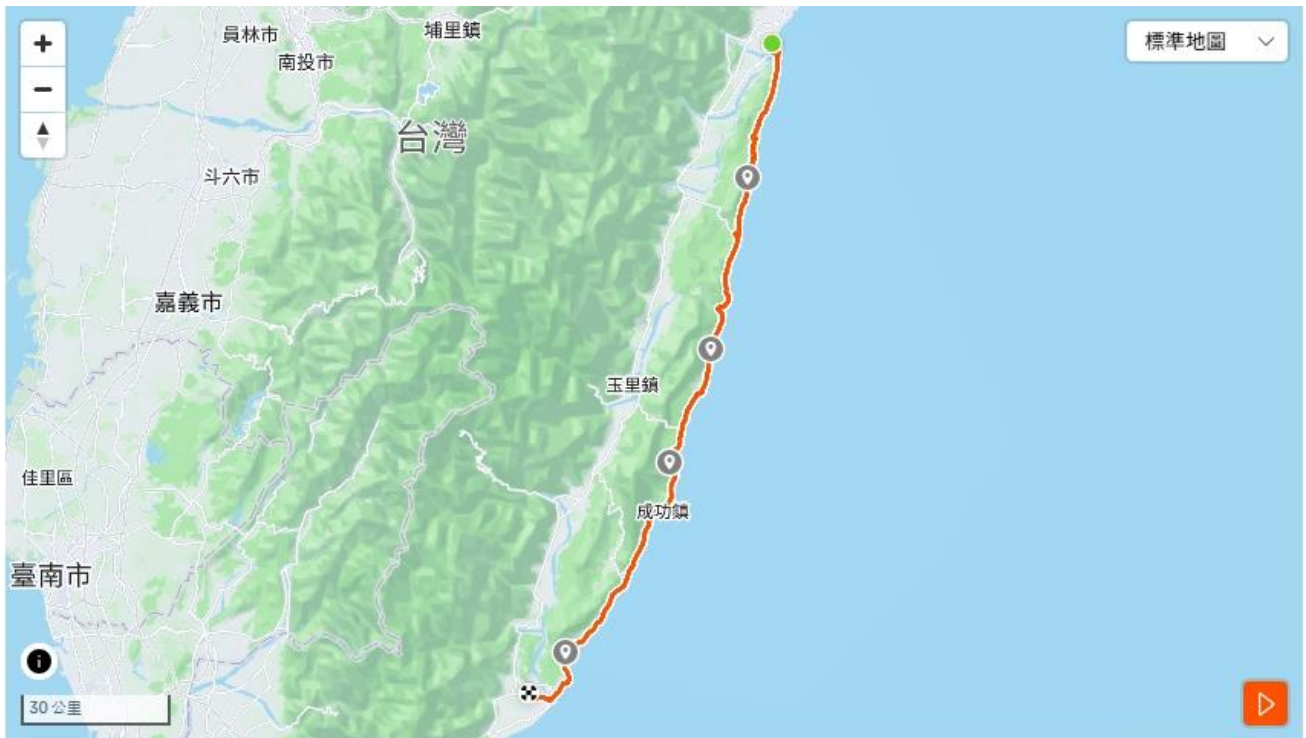 +
員林市
埔里鎮
標準地圖
南投市
−
台灣
斗六市
嘉義市
玉里鎮
佳里區
成功鎮
臺南市
i
30 公里